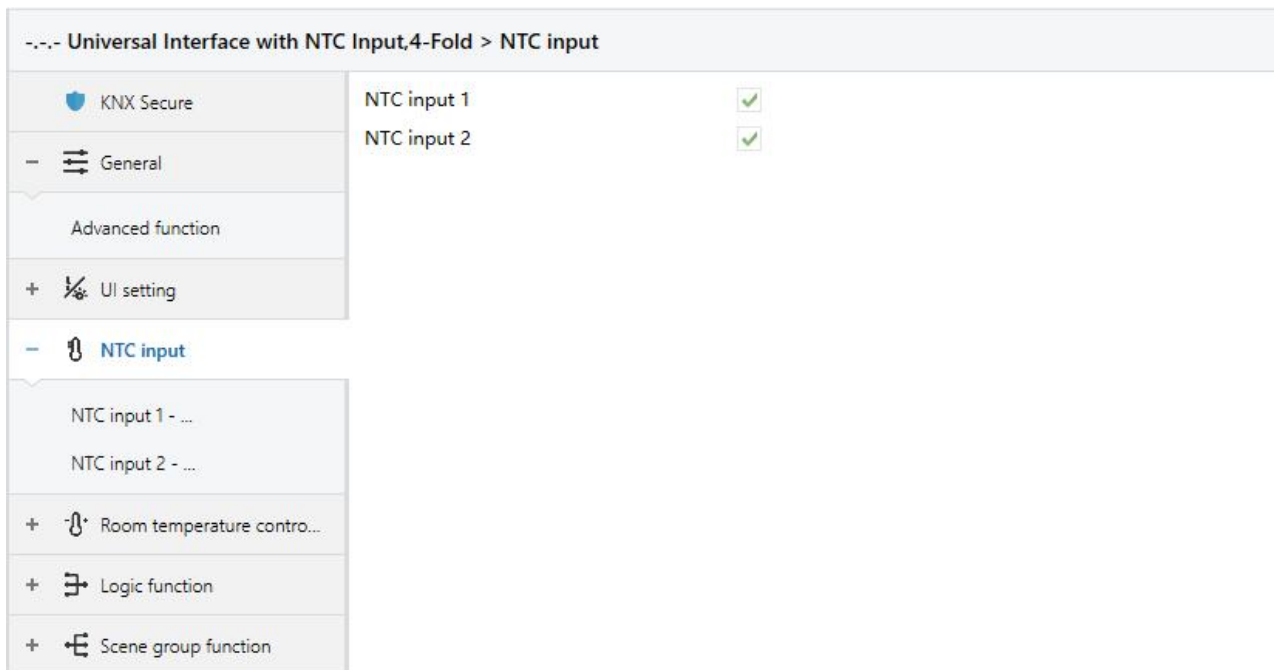 -.-.- Universal Interface with NTC Input,4-Fold > NTC input
KNX Secure
General
Advanced function
UI setting
NTC input
NTC input 1 - ...
NTC input 2 - ...
Room temperature contro...
Logic function
Scene group function
NTC input 1
NTC input 2